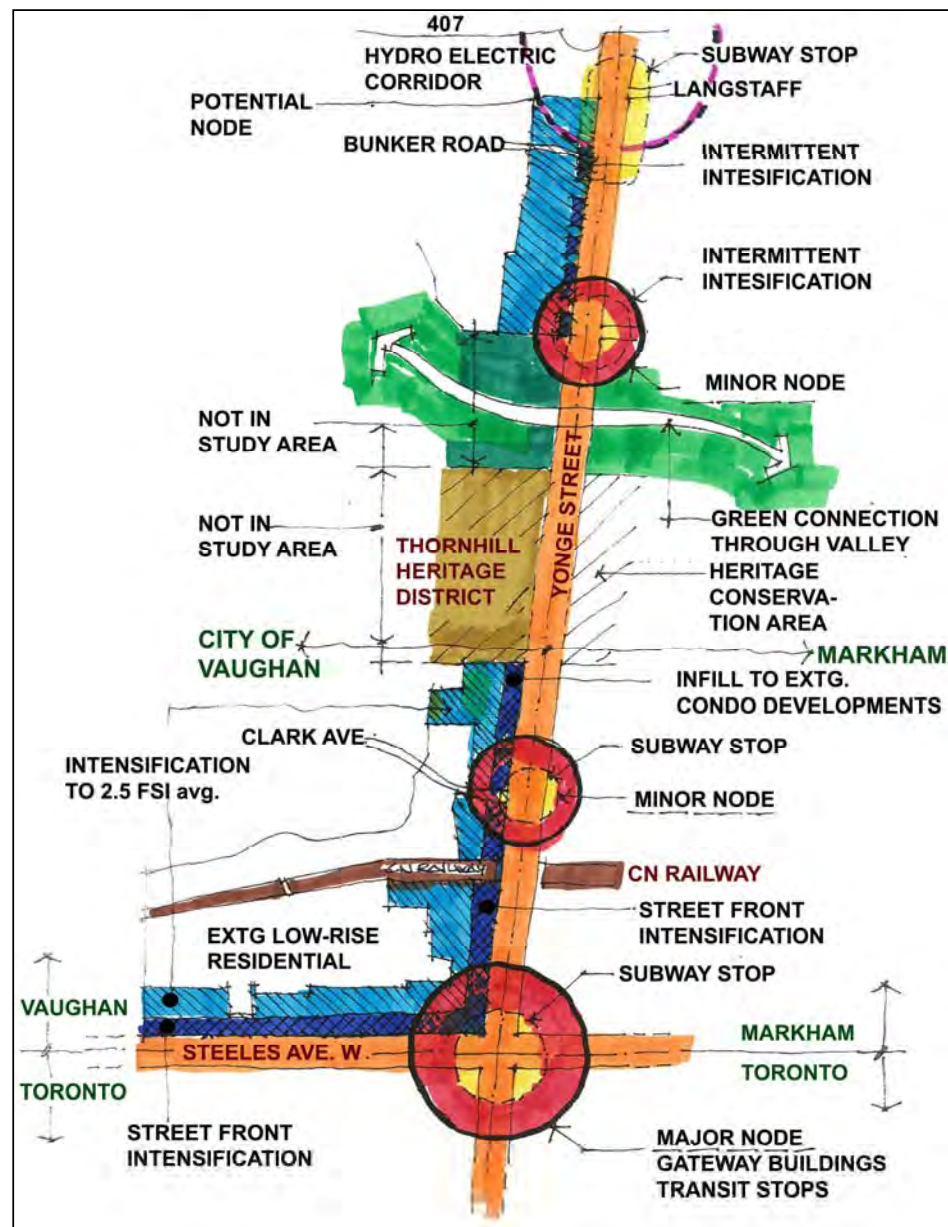 407
HYDRO ELECTRIC
CORRIDOR
SUBWAY STOP
LANGSTAFF
POTENTIAL
NODE
BUNKER ROAD
INTERMITTENT
INTESIFICATION
INTERMITTENT
INTESIFICATION
MINOR NODE
NOT IN
STUDY AREA
YONGE STREET
NOT IN
STUDY AREA
GREEN CONNECTION
THROUGH VALLEY
THORNHILL
HERITAGE
DISTRICT
HERITAGE
CONSERVA-
TION AREA
CITY OF
VAUGHAN
MARKHAM
INFILL TO EXTG.
CONDO DEVELOPMENTS
CLARK AVE
SUBWAY STOP
INTENSIFICATION
TO 2.5 FSI avg.
MINOR NODE
CN RAILWAY
CN RAILWAY
STREET FRONT
INTENSIFICATION
EXTG LOW-RISE
RESIDENTIAL
SUBWAY STOP
VAUGHAN
MARKHAM
STEELES AVE. W.
TORONTO
TORONTO
STREET FRONT
INTENSIFICATION
MAJOR NODE
GATEWAY BUILDINGS
TRANSIT STOPS